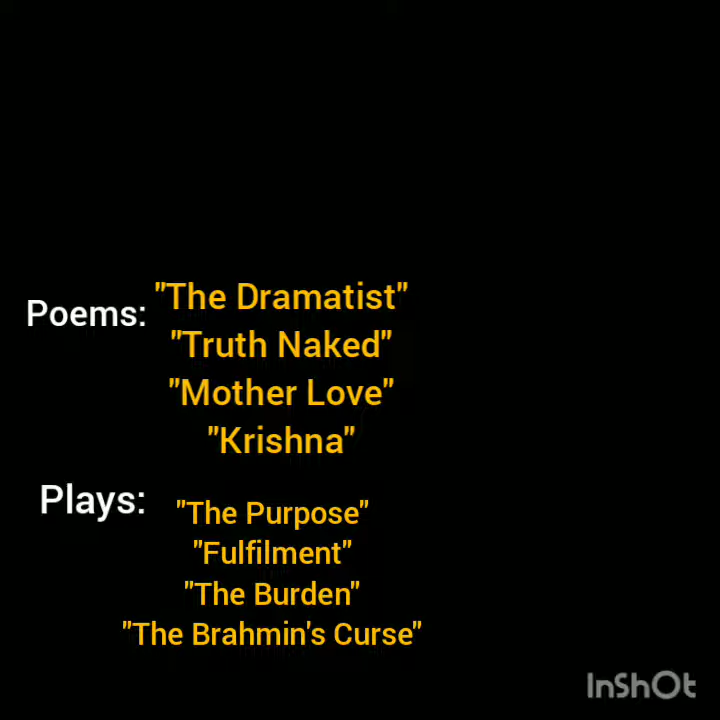 Poems: "The Dramatist"
"Truth Naked"
"Mother Love"
"Krishna"
Plays: "The Purpose"
"Fulfilment"
"The Burden"
"The Brahmin's Curse"
InShOt